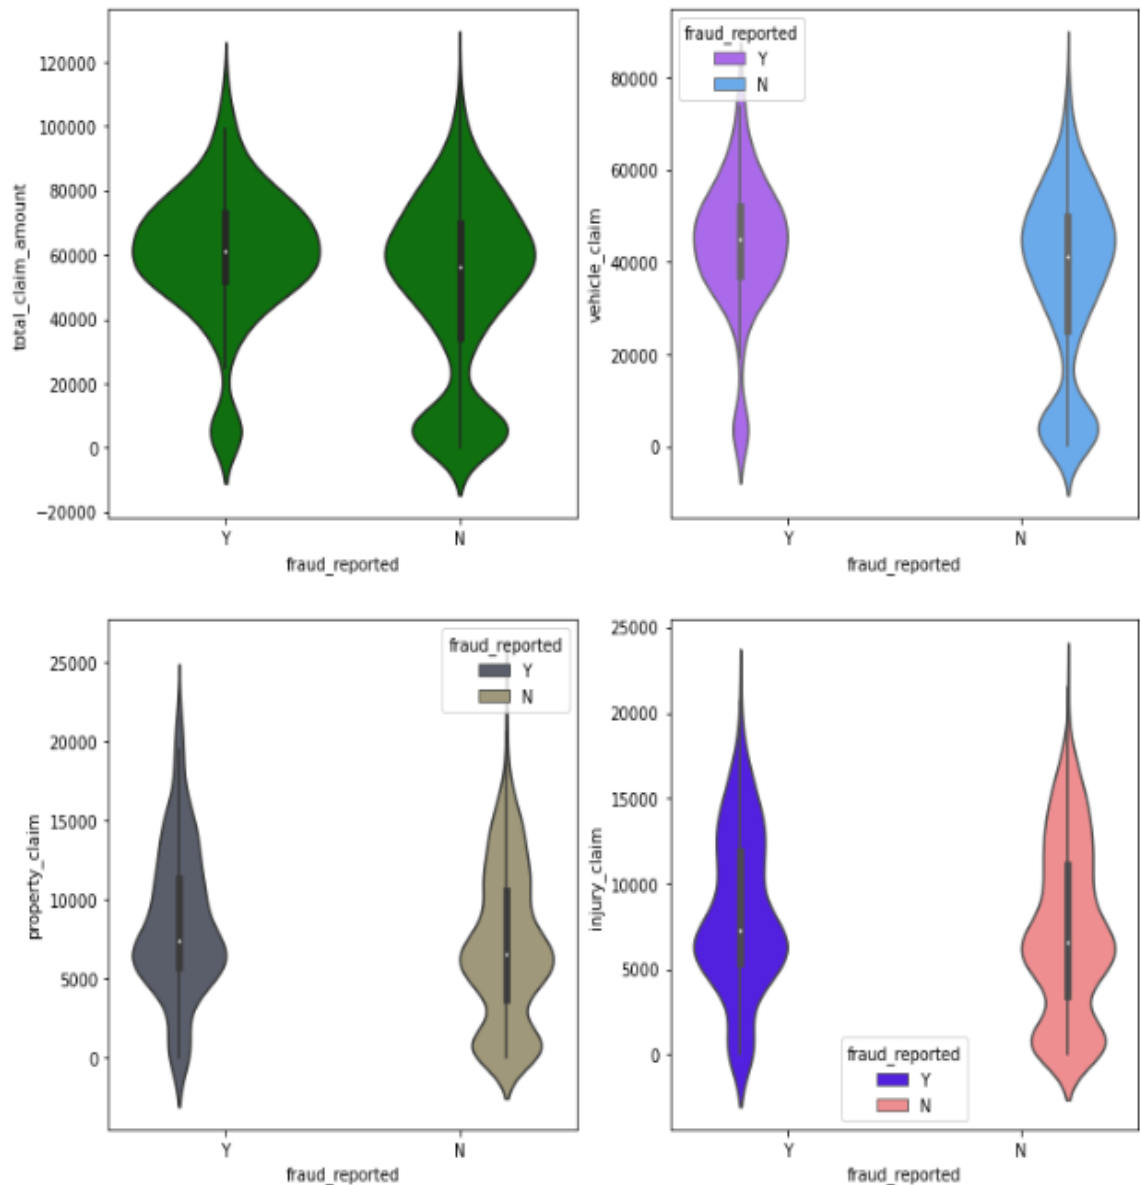 120000
100000
80000
60000
40000
20000
0
−20000
total_claim_amount
Y N
fraud_reported
fraud_reported
Y
N
80000
60000
40000
20000
0
vehicle_claim
Y N
fraud_reported
fraud_reported
Y
N
25000
20000
15000
10000
5000
0
property_claim
Y N
fraud_reported
25000
20000
15000
10000
5000
0
injury_claim
fraud_reported
Y
N
Y N
fraud_reported